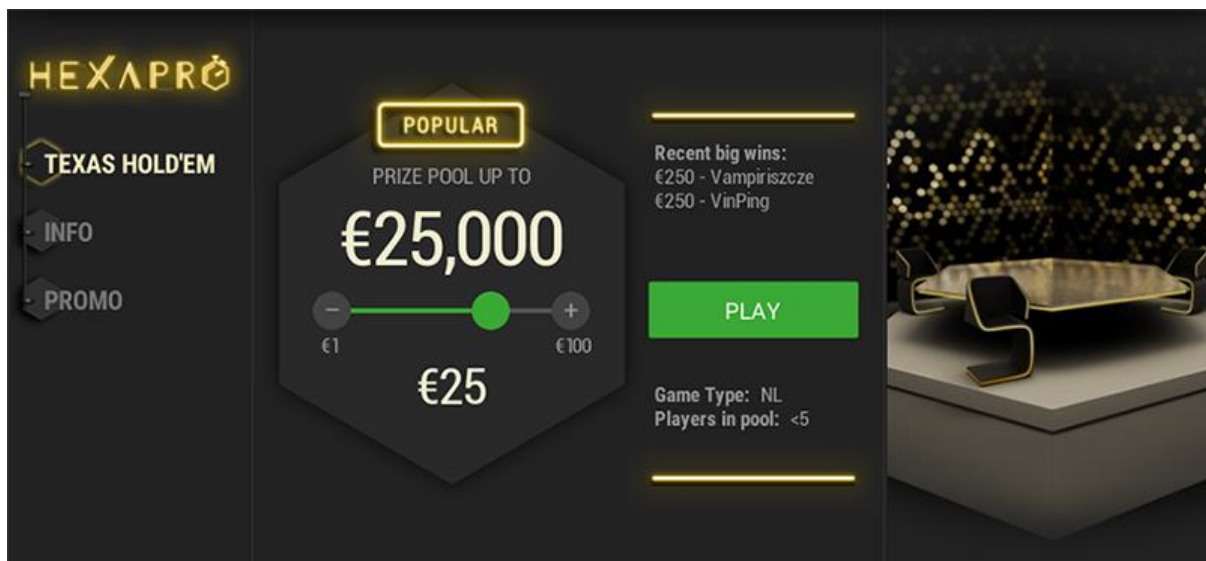 HEXAPRO
TEXAS HOLD'EM
INFO
PROMO
POPULAR
PRIZE POOL UP TO
€25,000
−
+
€1
€100
€25
Recent big wins:
€250 - Vampiriszcze
€250 - VinPing
PLAY
Game Type: NL
Players in pool: <5